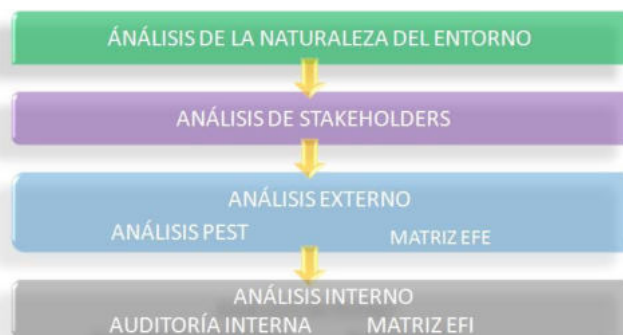 ÁNÁLISIS DE LA NATURALEZA DEL ENTORNO
ANÁLISIS DE STAKEHOLDERS
ANÁLISIS EXTERNO
ANÁLISIS PEST MATRIZ EFE
ANÁLISIS INTERNO
AUDITORÍA INTERNA MATRIZ EFI